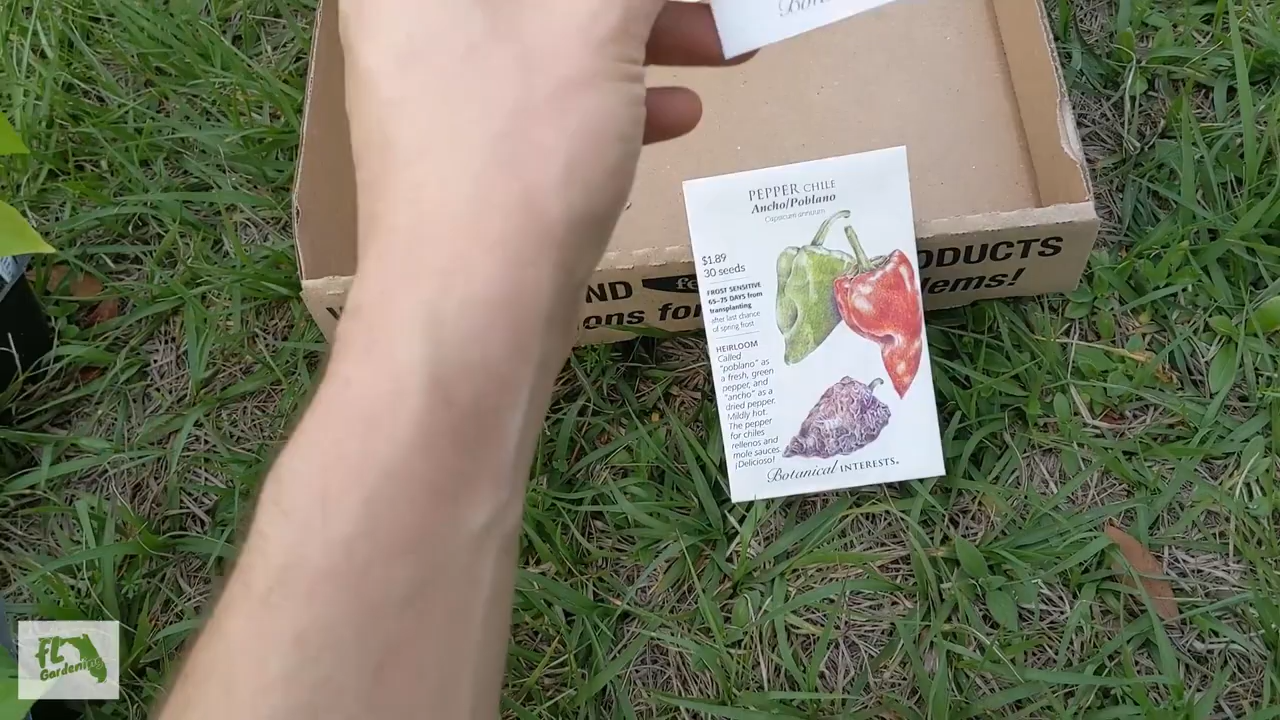 PEPPER CHILE
Ancho/Poblano
Capsicum annuum
$1.89
30 seeds
FROST SENSITIVE
65–75 DAYS from
transplanting
after last chance
of spring frost
HEIRLOOM
Called
"poblano" as
a fresh, green
pepper, and
"ancho" as a
dried pepper.
Mildly hot.
The pepper
for chiles
rellenos and
mole sauces.
¡Delicioso!
Botanical INTERESTS®
ND
ODUCTS
ons fo
lems!
FL
Gardening